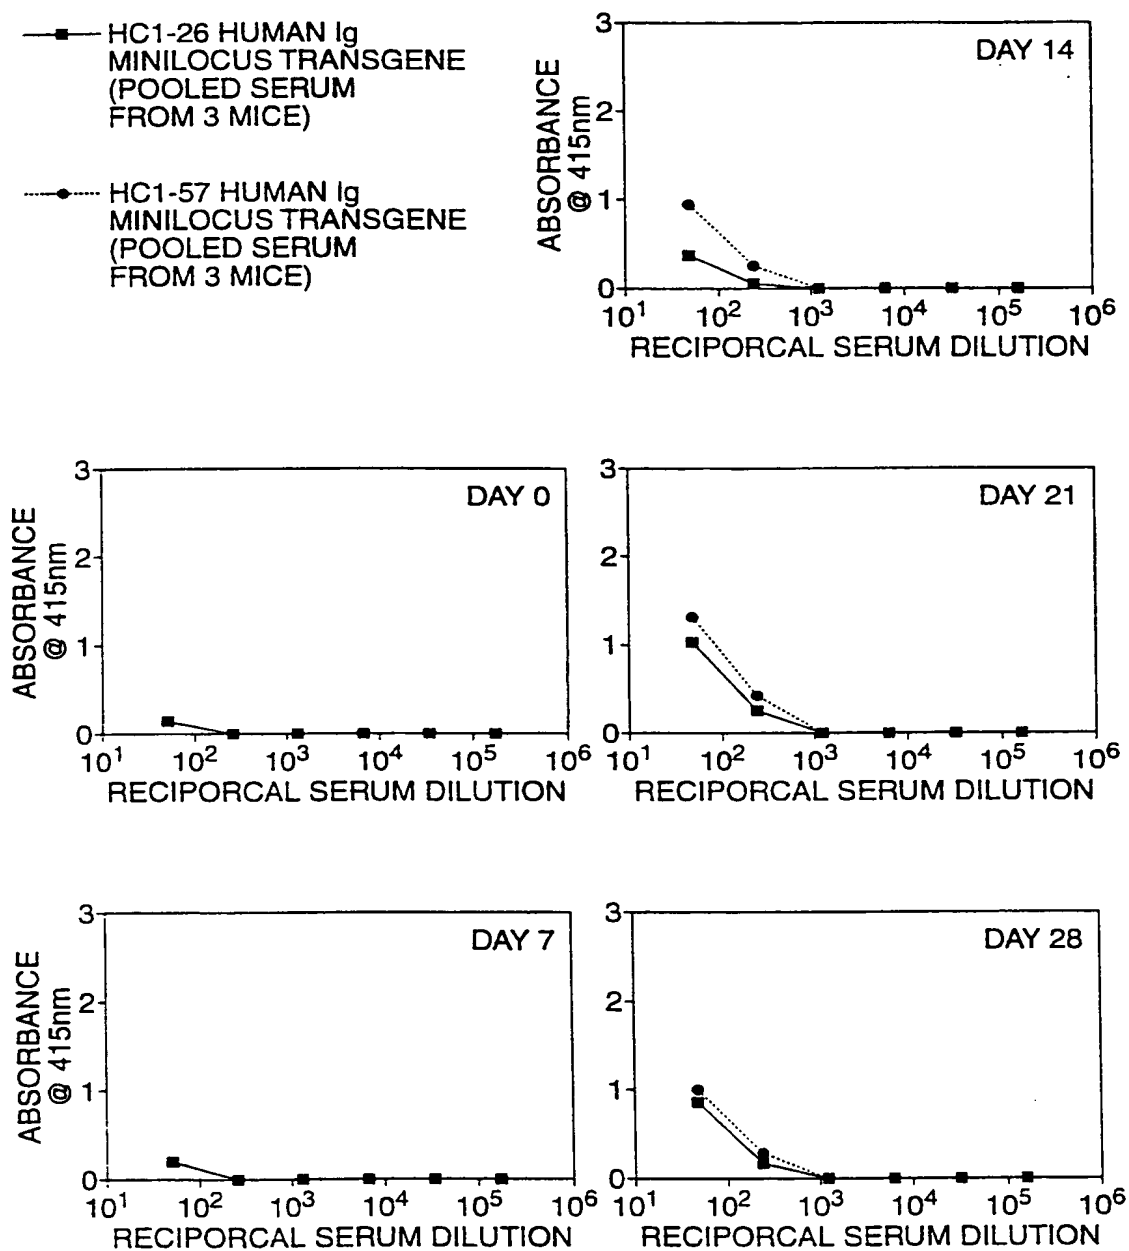 HC1-26 HUMAN Ig
MINILOCUS TRANSGENE
(POOLED SERUM
FROM 3 MICE)
HC1-57 HUMAN Ig
MINILOCUS TRANSGENE
(POOLED SERUM
FROM 3 MICE)
DAY 14
ABSORBANCE
@ 415nm
3
2
1
0
10¹ 10² 10³ 10⁴ 10⁵ 10⁶
RECIPORCAL SERUM DILUTION
DAY 0
ABSORBANCE
@ 415nm
3
2
1
0
10¹ 10² 10³ 10⁴ 10⁵ 10⁶
RECIPORCAL SERUM DILUTION
DAY 21
3
2
1
0
10¹ 10² 10³ 10⁴ 10⁵ 10⁶
RECIPORCAL SERUM DILUTION
DAY 7
ABSORBANCE
@ 415nm
3
2
1
0
10¹ 10² 10³ 10⁴ 10⁵ 10⁶
RECIPORCAL SERUM DILUTION
DAY 28
3
2
1
0
10¹ 10² 10³ 10⁴ 10⁵ 10⁶
RECIPORCAL SERUM DILUTION